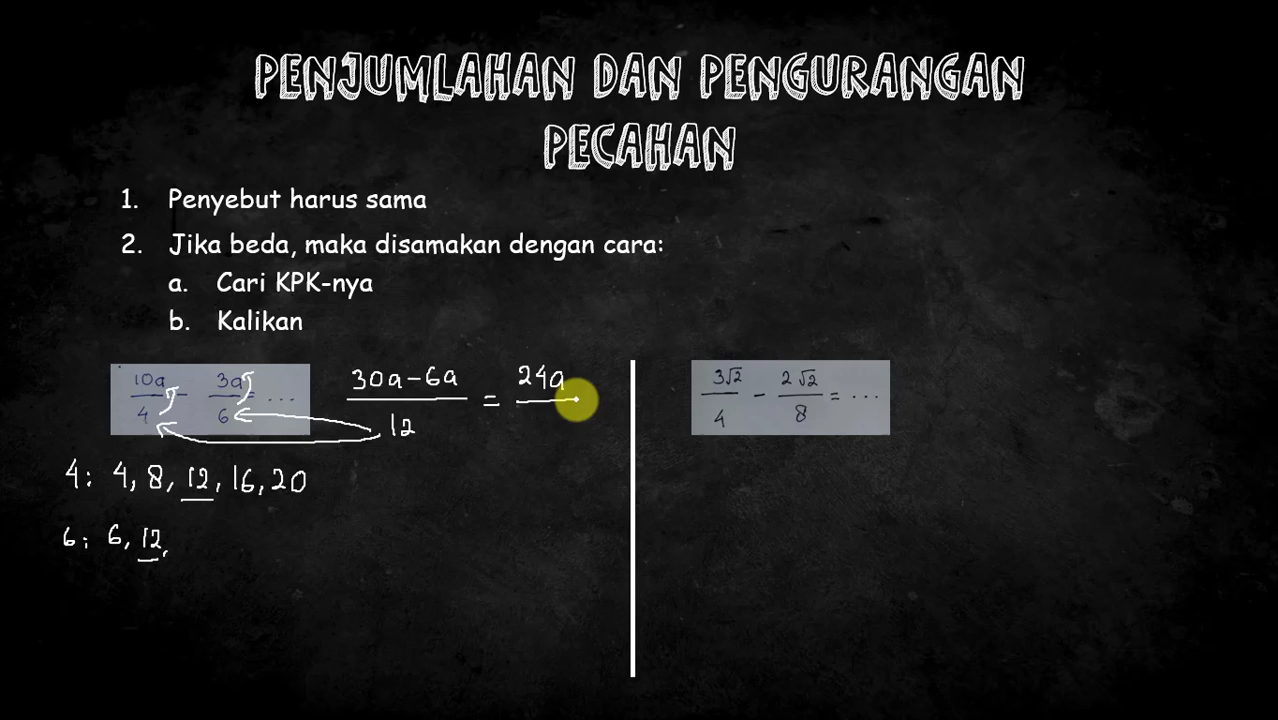 PENJUMLAHAN DAN PENGURANGAN
PECAHAN
1. Penyebut harus sama
2. Jika beda, maka disamakan dengan cara:
a. Cari KPK-nya
b. Kalikan
10a/4 - 3a/6 = ...
30a-6a/12 = 24a
4: 4, 8, 12, 16, 20
6: 6, 12,
3√2/4 - 2√2/8 = ...